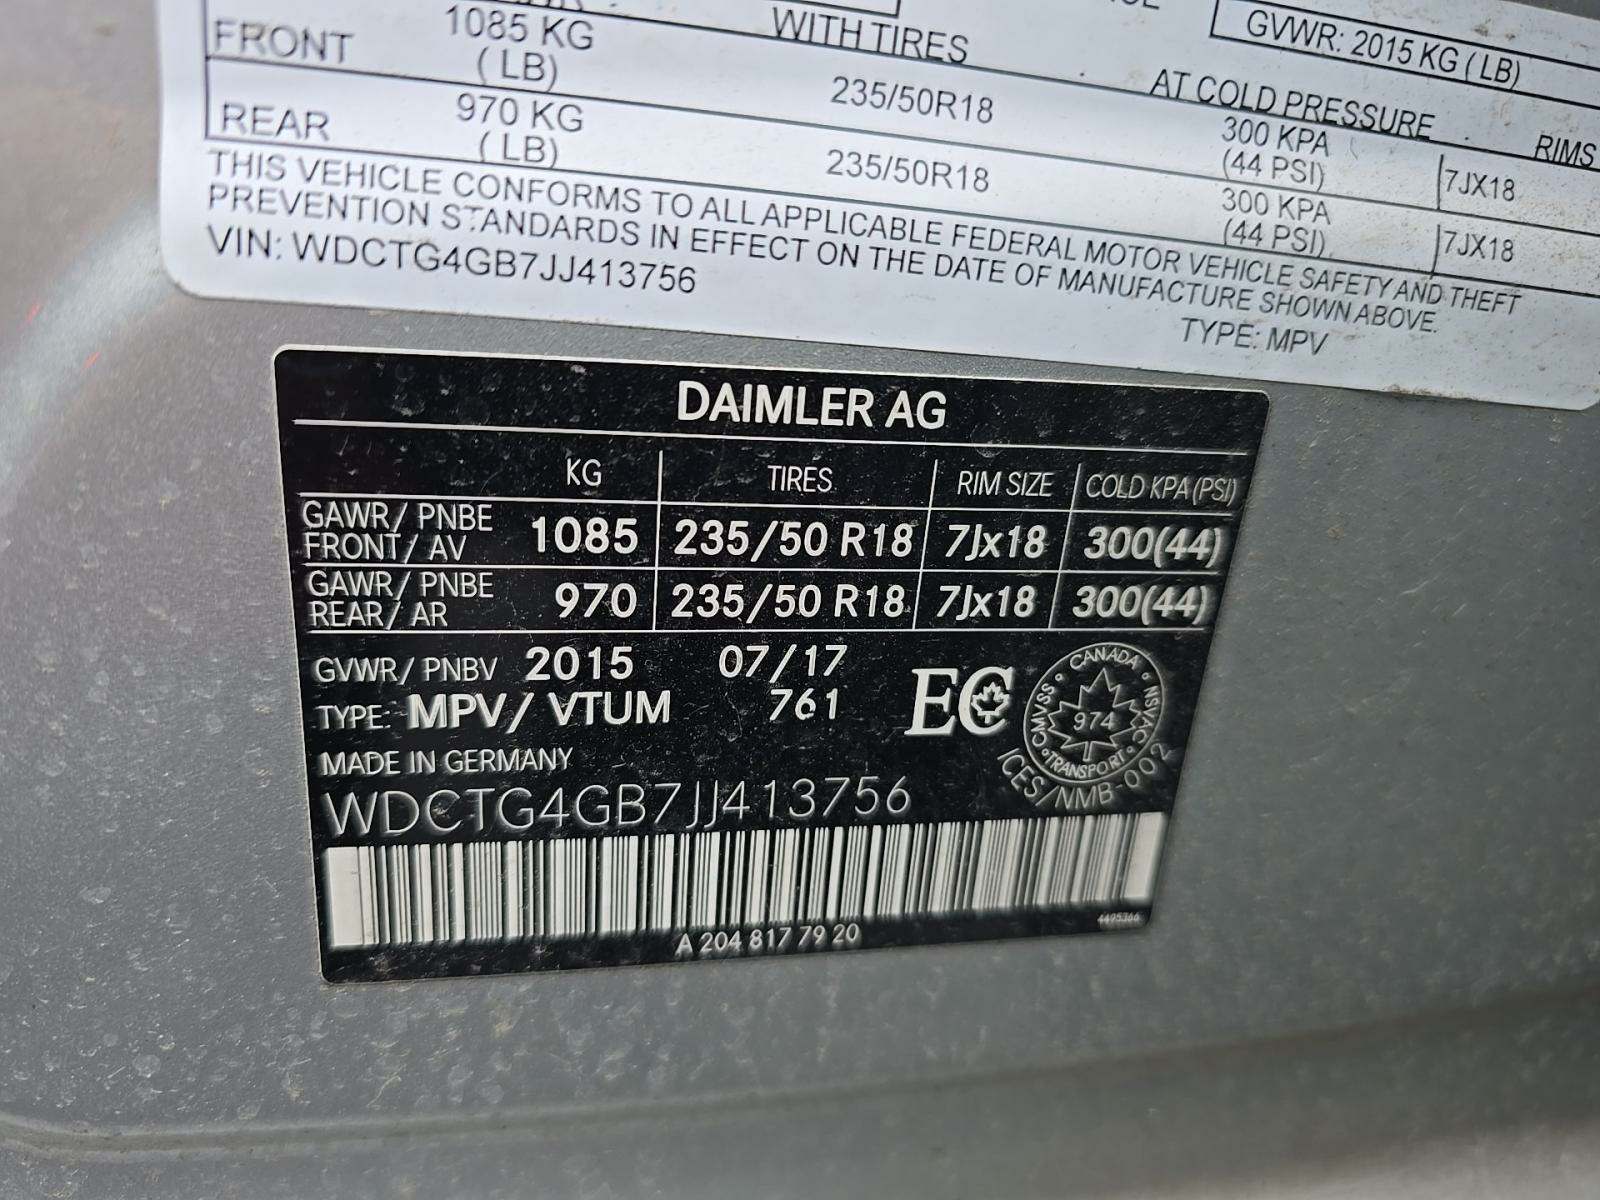 GVWR: 2015 KG ( LB)
FRONT 1085 KG ( LB) WITH TIRES 235/50R18 AT COLD PRESSURE 300 KPA (44 PSI) RIMS 7JX18
REAR 970 KG ( LB) 235/50R18 300 KPA (44 PSI) 7JX18
THIS VEHICLE CONFORMS TO ALL APPLICABLE FEDERAL MOTOR VEHICLE SAFETY AND THEFT
PREVENTION STANDARDS IN EFFECT ON THE DATE OF MANUFACTURE SHOWN ABOVE.
VIN: WDCTG4GB7JJ413756
TYPE: MPV
DAIMLER AG
KG TIRES RIM SIZE COLD KPA (PSI)
GAWR/ PNBE
FRONT/ AV 1085 235/50 R18 7Jx18 300(44)
GAWR/ PNBE
REAR/ AR 970 235/50 R18 7Jx18 300(44)
GVWR/ PNBV 2015 07/17
TYPE: MPV/ VTUM 761
EC
CANADA
CMVSS 974 NSVAC
TRANSPORT
ICES/NMB-002
MADE IN GERMANY
WDCTG4GB7JJ413756
A 204 817 79 20
4495366